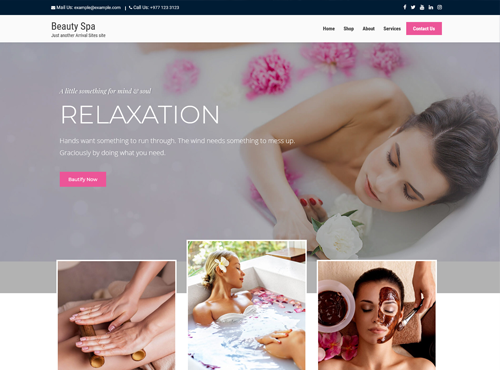 Mail Us: example@example.com | Call Us: +977 123 3123
Beauty Spa
Just another Arrival Sites site
Home Shop About Services Contact Us
A little something for mind & soul
RELAXATION
Hands want something to run through. The wind needs something to mess up.
Graciously by doing what you need.
Bautify Now